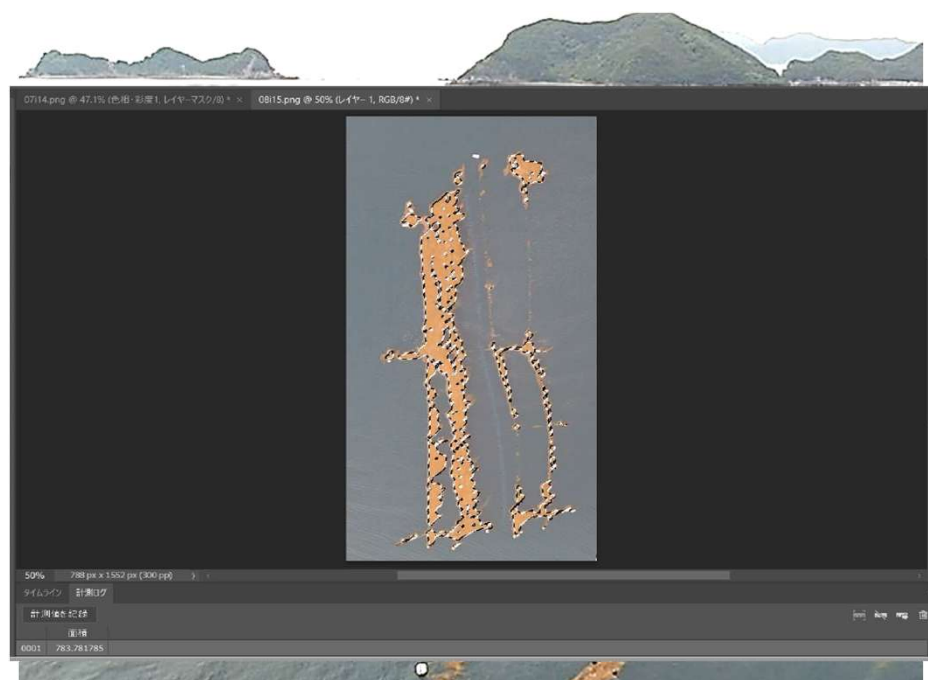 07i14.png @ 47.1% (色相・彩度1, レイヤーマスク/8) * × 08i15.png @ 50% (レイヤー 1, RGB/8#) * ×
50% 788 px x 1552 px (300 ppi)
タイムライン 計測ログ
計測値を記録
面積
0001 783.781785